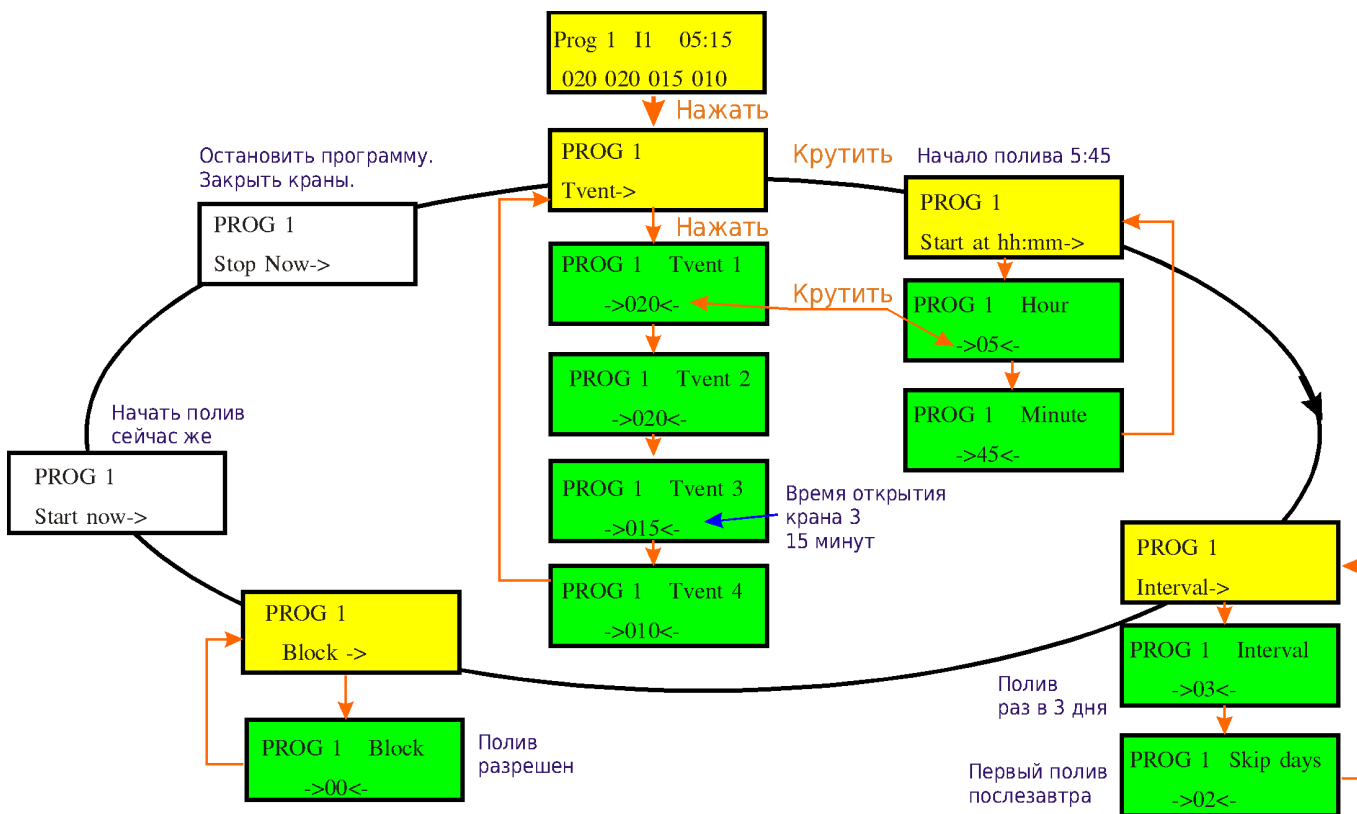 Prog 1 I1 05:15
020 020 015 010
Нажать
PROG 1
Tvent->
Крутить
Начало полива 5:45
PROG 1
Start at hh:mm->
Остановить программу.
Закрыть краны.
PROG 1
Stop Now->
Нажать
PROG 1 Tvent 1
->020<-
Крутить
PROG 1 Hour
->05<-
PROG 1 Tvent 2
->020<-
PROG 1 Minute
->45<-
Начать полив
сейчас же
PROG 1
Start now->
PROG 1 Tvent 3
->015<-
Время открытия
крана 3
15 минут
PROG 1 Tvent 4
->010<-
PROG 1
Interval->
PROG 1
Block ->
PROG 1 Interval
->03<-
Полив
раз в 3 дня
PROG 1 Block
->00<-
Полив
разрешен
PROG 1 Skip days
->02<-
Первый полив
послезавтра